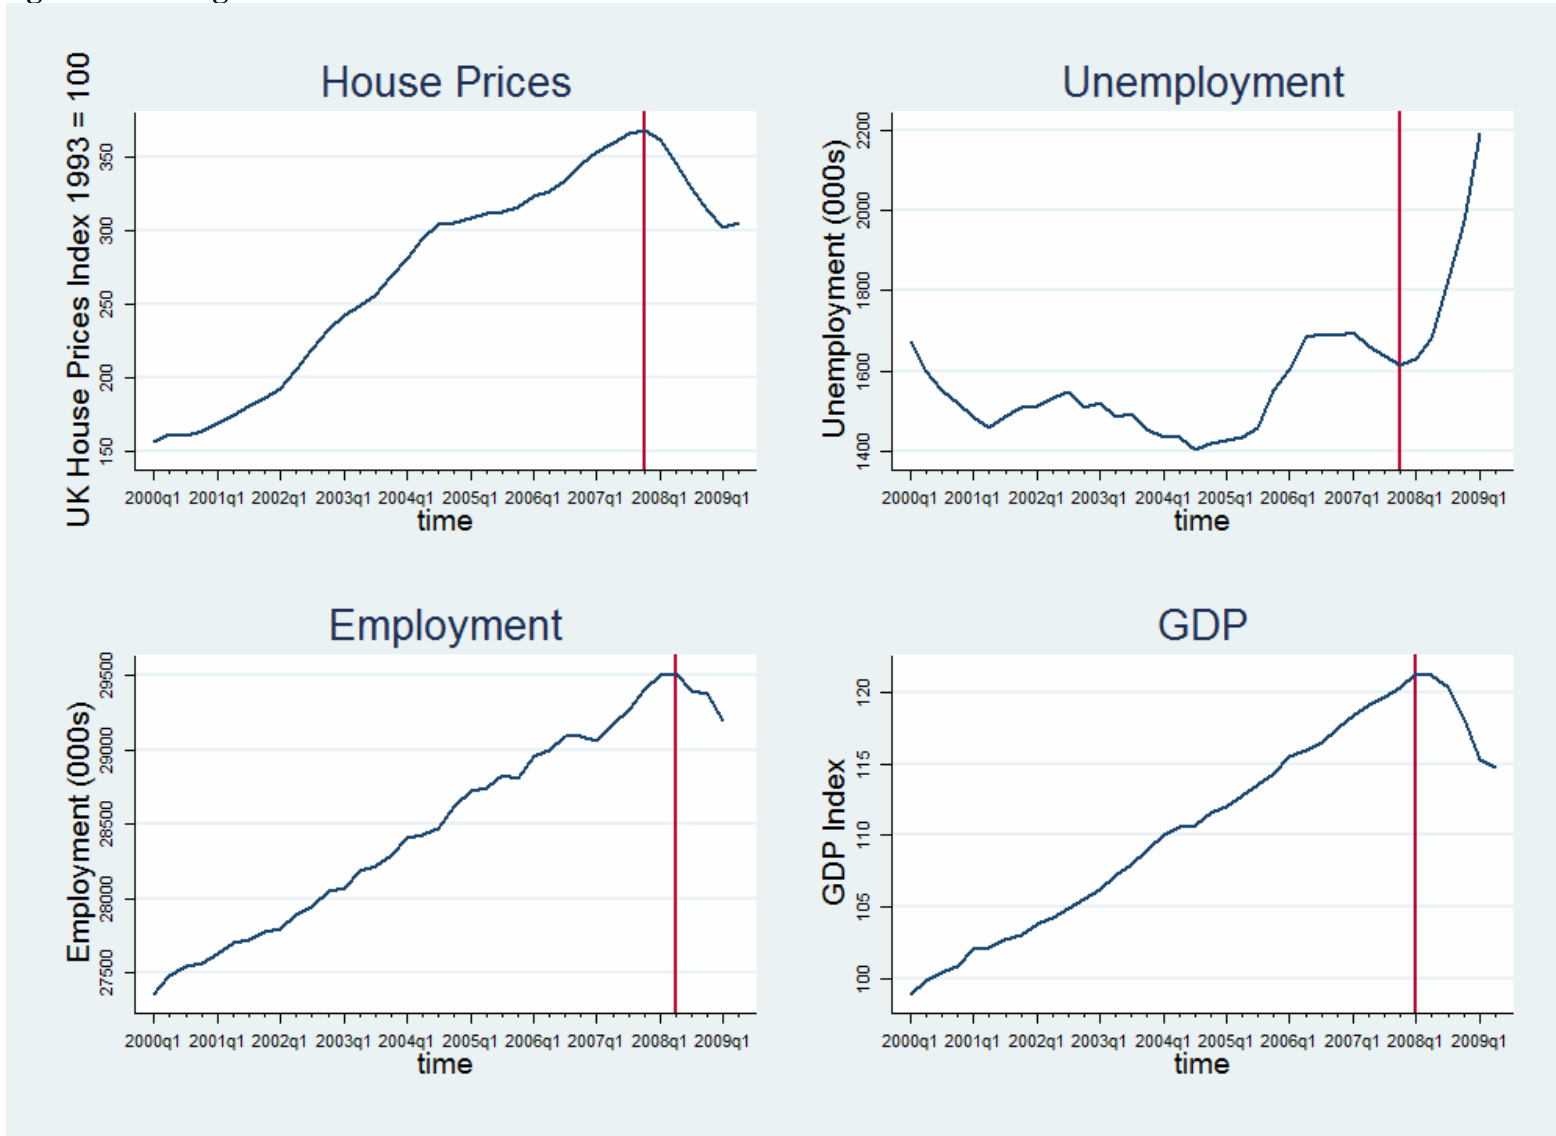 House Prices
UK House Prices Index 1993 = 100
350
300
250
200
150
2000q1 2001q1 2002q1 2003q1 2004q1 2005q1 2006q1 2007q1 2008q1 2009q1
time
Unemployment
Unemployment (000s)
2200
2000
1800
1600
1400
2000q1 2001q1 2002q1 2003q1 2004q1 2005q1 2006q1 2007q1 2008q1 2009q1
time
Employment
Employment (000s)
29500
29000
28500
28000
27500
2000q1 2001q1 2002q1 2003q1 2004q1 2005q1 2006q1 2007q1 2008q1 2009q1
time
GDP
GDP Index
120
115
110
105
100
2000q1 2001q1 2002q1 2003q1 2004q1 2005q1 2006q1 2007q1 2008q1 2009q1
time